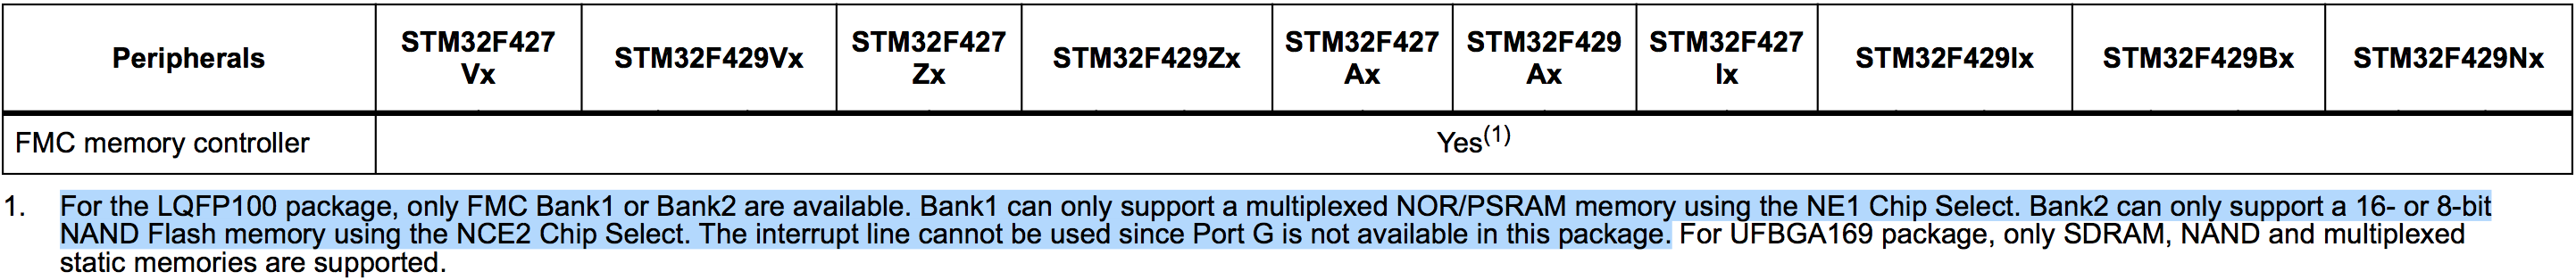 Peripherals STM32F427 Vx STM32F429Vx STM32F427 Zx STM32F429Zx STM32F427 Ax STM32F429 Ax STM32F427 Ix STM32F429Ix STM32F429Bx STM32F429Nx
FMC memory controller Yes(1)
1. For the LQFP100 package, only FMC Bank1 or Bank2 are available. Bank1 can only support a multiplexed NOR/PSRAM memory using the NE1 Chip Select. Bank2 can only support a 16- or 8-bit
NAND Flash memory using the NCE2 Chip Select. The interrupt line cannot be used since Port G is not available in this package. For UFBGA169 package, only SDRAM, NAND and multiplexed
static memories are supported.